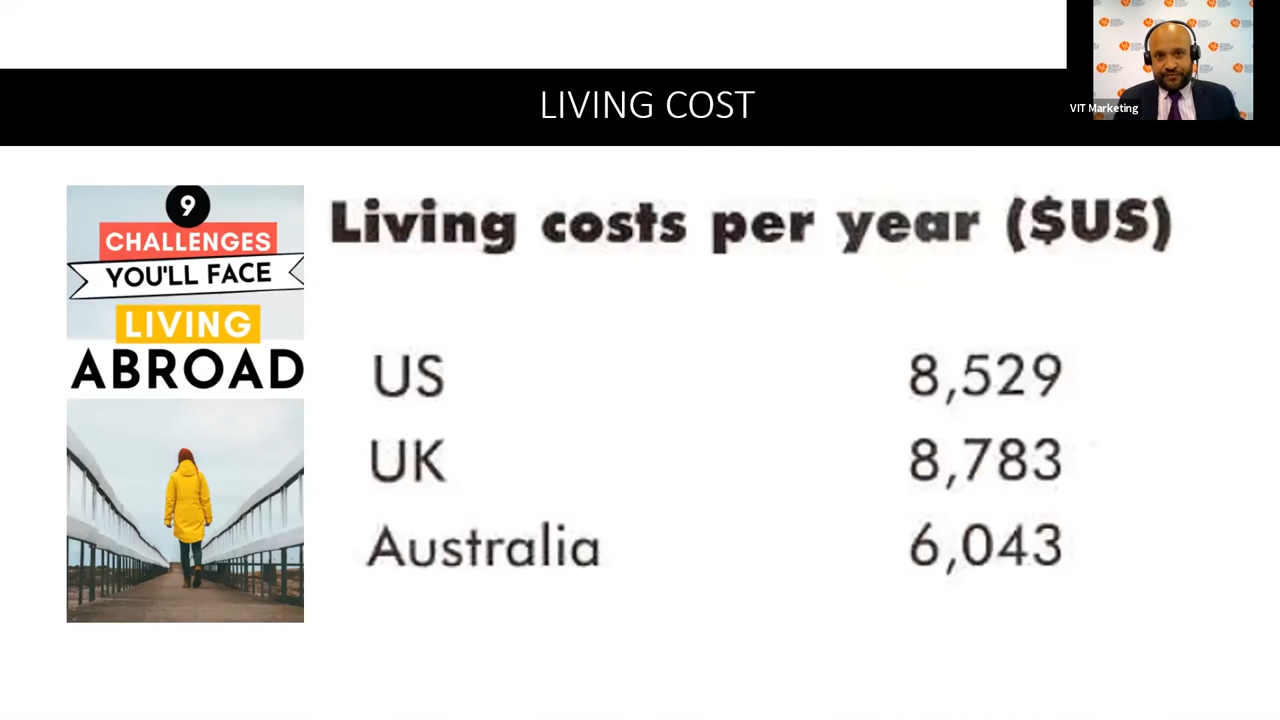 LIVING COST
VIT Marketing
9
CHALLENGES
YOU'LL FACE
LIVING
ABROAD
Living costs per year ($US)
US 8,529
UK 8,783
Australia 6,043